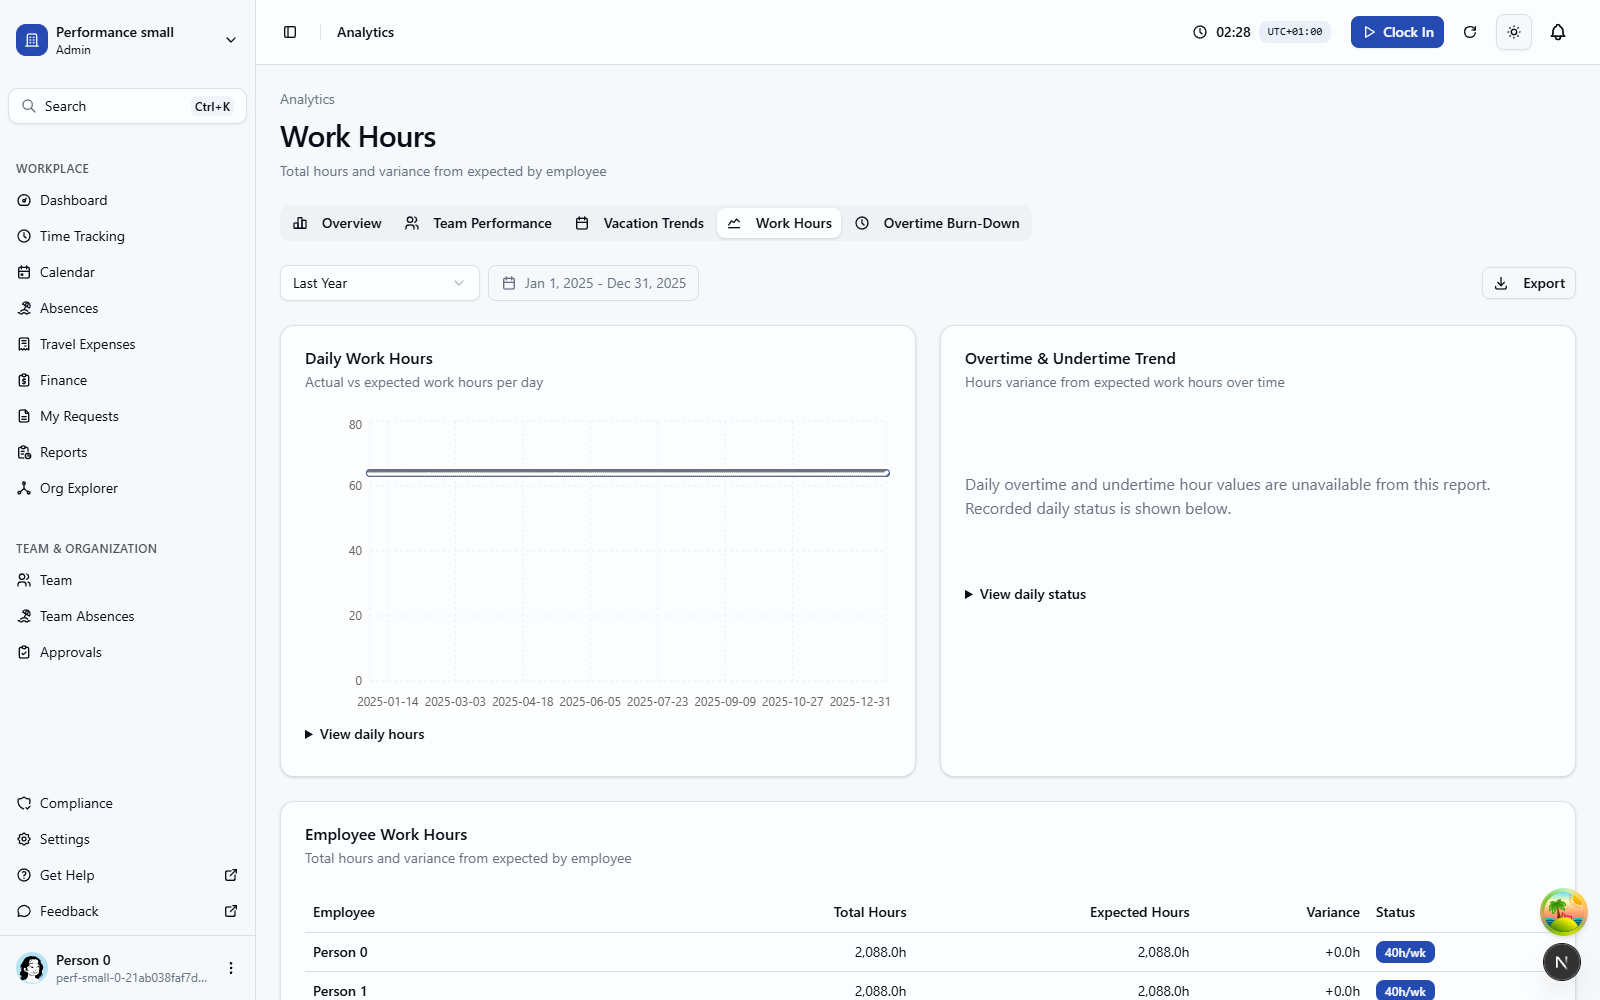 Performance small
Admin
Search
Ctrl+K
WORKPLACE
Dashboard
Time Tracking
Calendar
Absences
Travel Expenses
Finance
My Requests
Reports
Org Explorer
TEAM & ORGANIZATION
Team
Team Absences
Approvals
Compliance
Settings
Get Help
Feedback
Person 0
perf-small-0-21ab038faf7d...
Analytics
02:28
UTC+01:00
Clock In
Analytics
Work Hours
Total hours and variance from expected by employee
Overview
Team Performance
Vacation Trends
Work Hours
Overtime Burn-Down
Last Year
Jan 1, 2025 - Dec 31, 2025
Export
Daily Work Hours
Actual vs expected work hours per day
80
60
40
20
0
2025-01-14 2025-03-03 2025-04-18 2025-06-05 2025-07-23 2025-09-09 2025-10-27 2025-12-31
View daily hours
Overtime & Undertime Trend
Hours variance from expected work hours over time
Daily overtime and undertime hour values are unavailable from this report.
Recorded daily status is shown below.
View daily status
Employee Work Hours
Total hours and variance from expected by employee
Employee Total Hours Expected Hours Variance Status
Person 0 2,088.0h 2,088.0h +0.0h 40h/wk
Person 1 2,088.0h 2,088.0h +0.0h 40h/wk
N